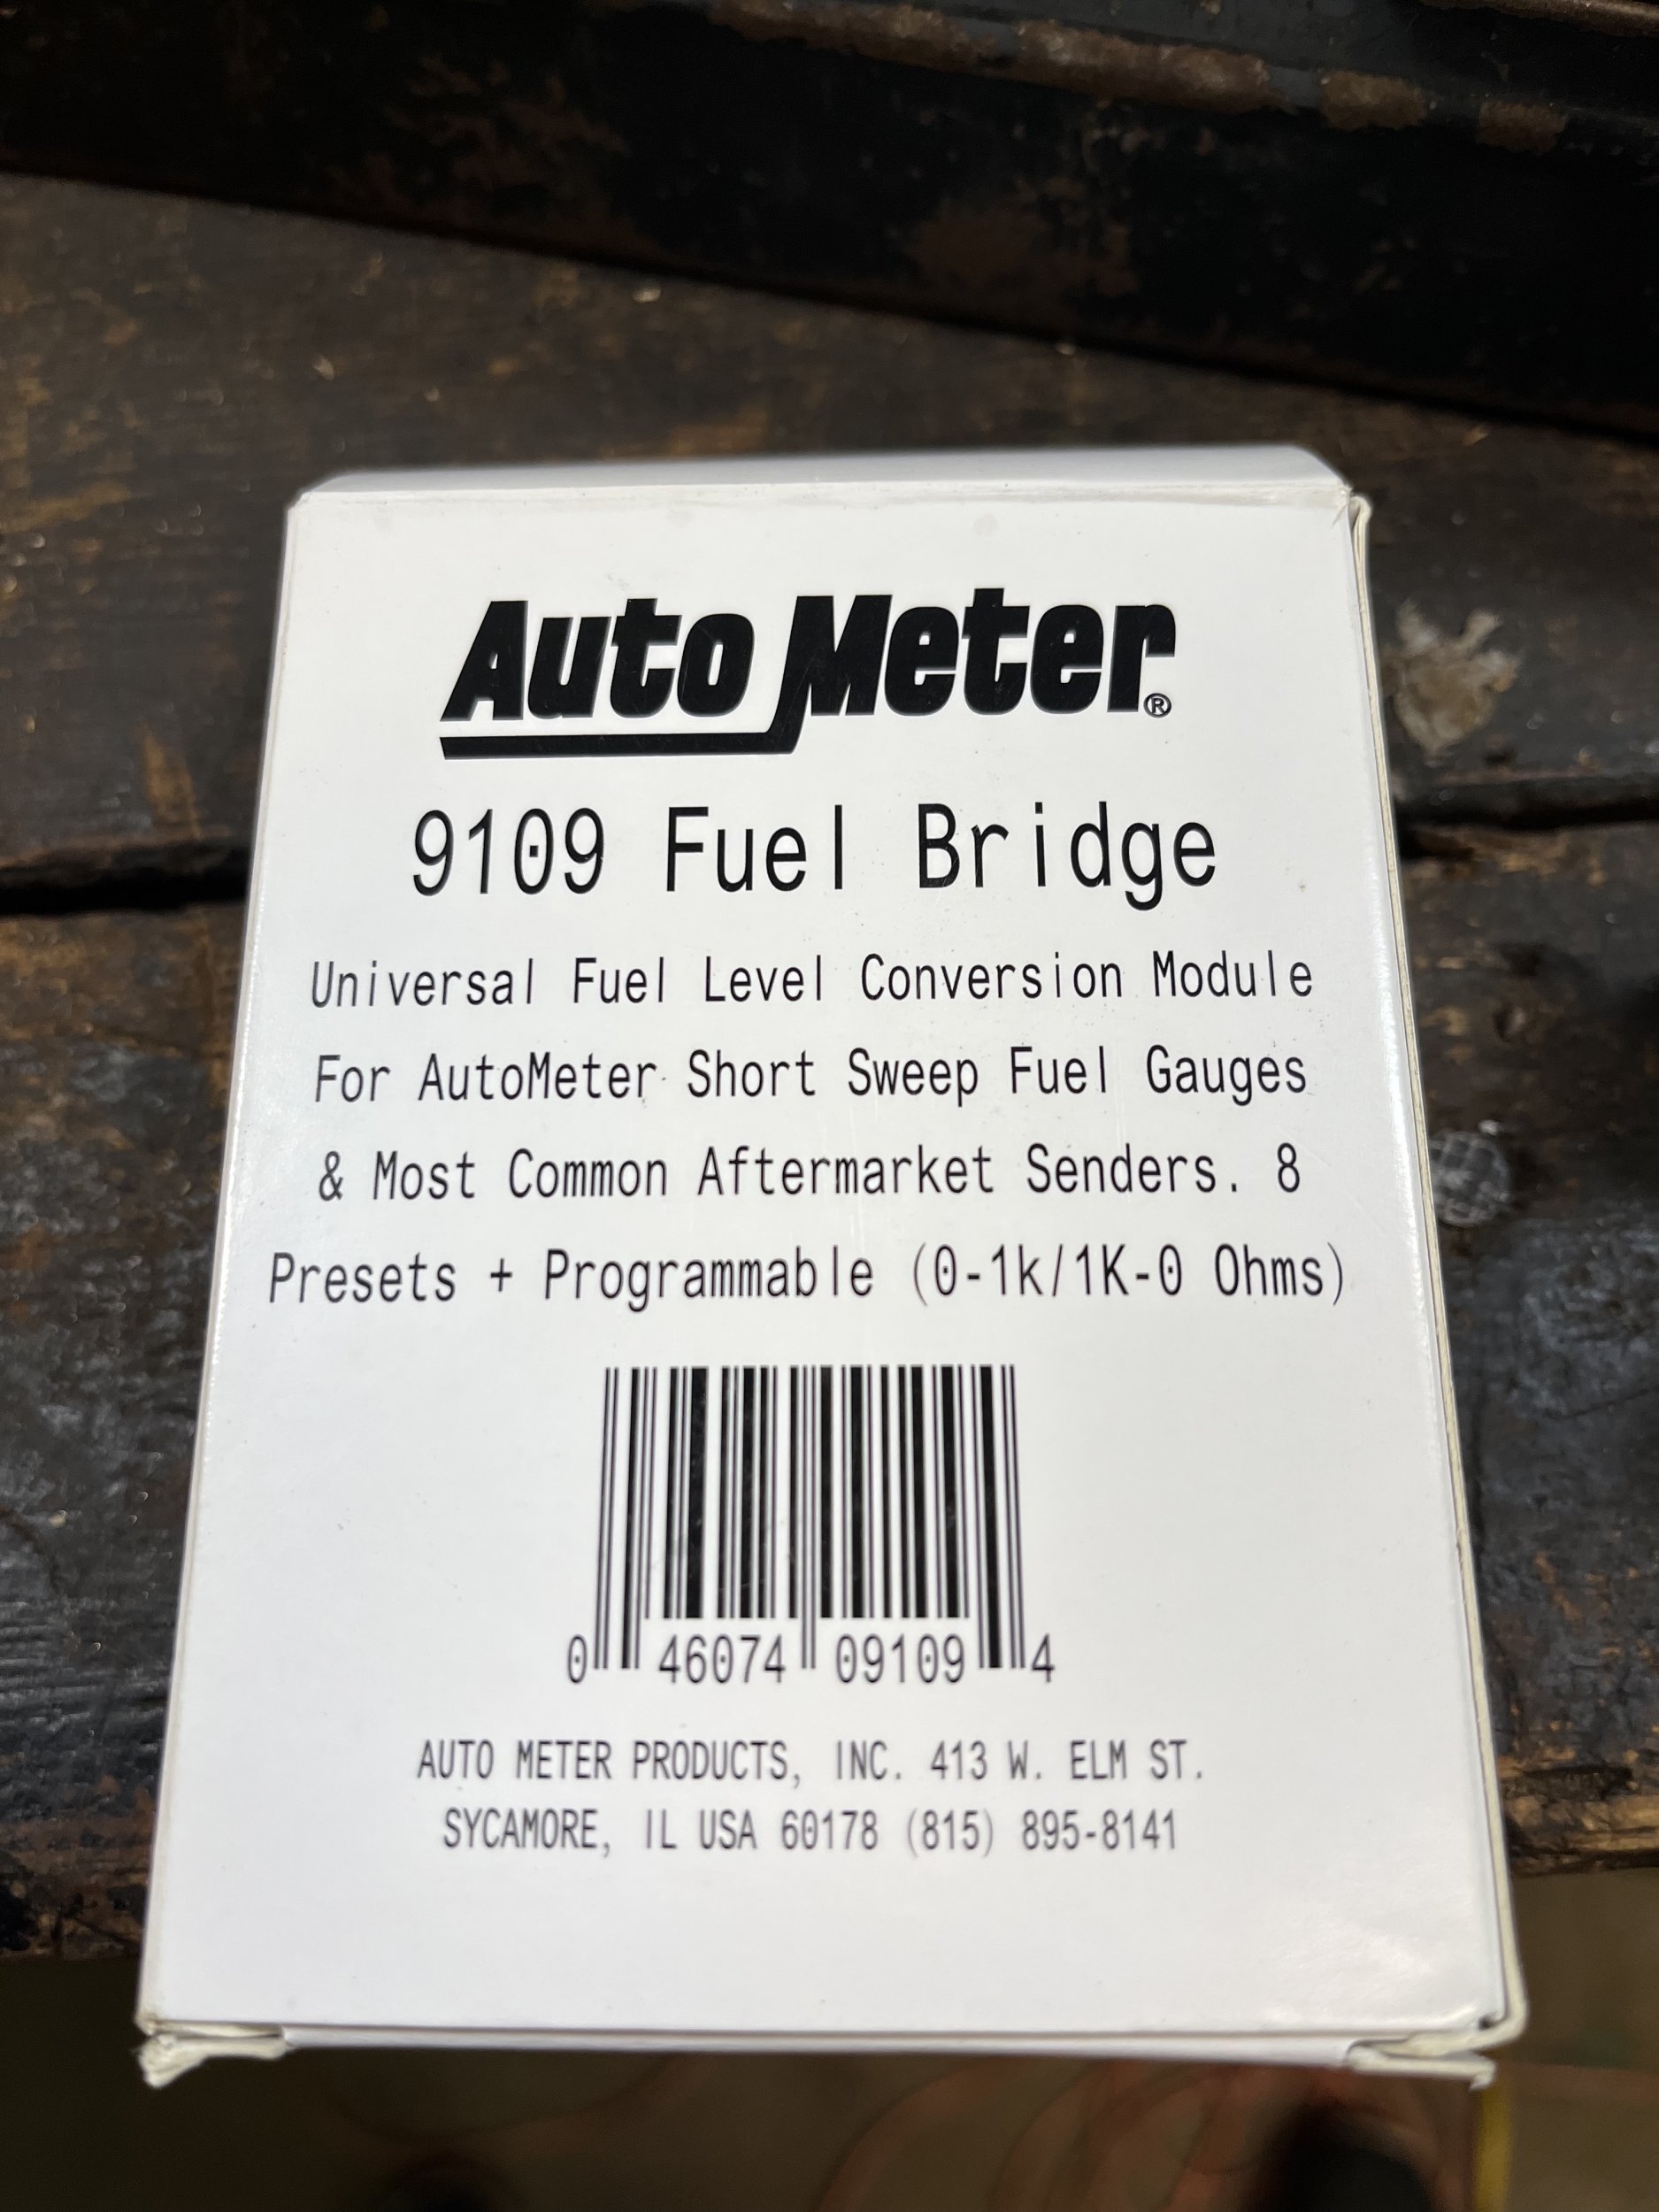 Auto Meter®
9109 Fuel Bridge
Universal Fuel Level Conversion Module
For AutoMeter Short Sweep Fuel Gauges
& Most Common Aftermarket Senders. 8
Presets + Programmable (0-1k/1K-0 Ohms)
0 46074 09109 4
AUTO METER PRODUCTS, INC. 413 W. ELM ST.
SYCAMORE, IL USA 60178 (815) 895-8141